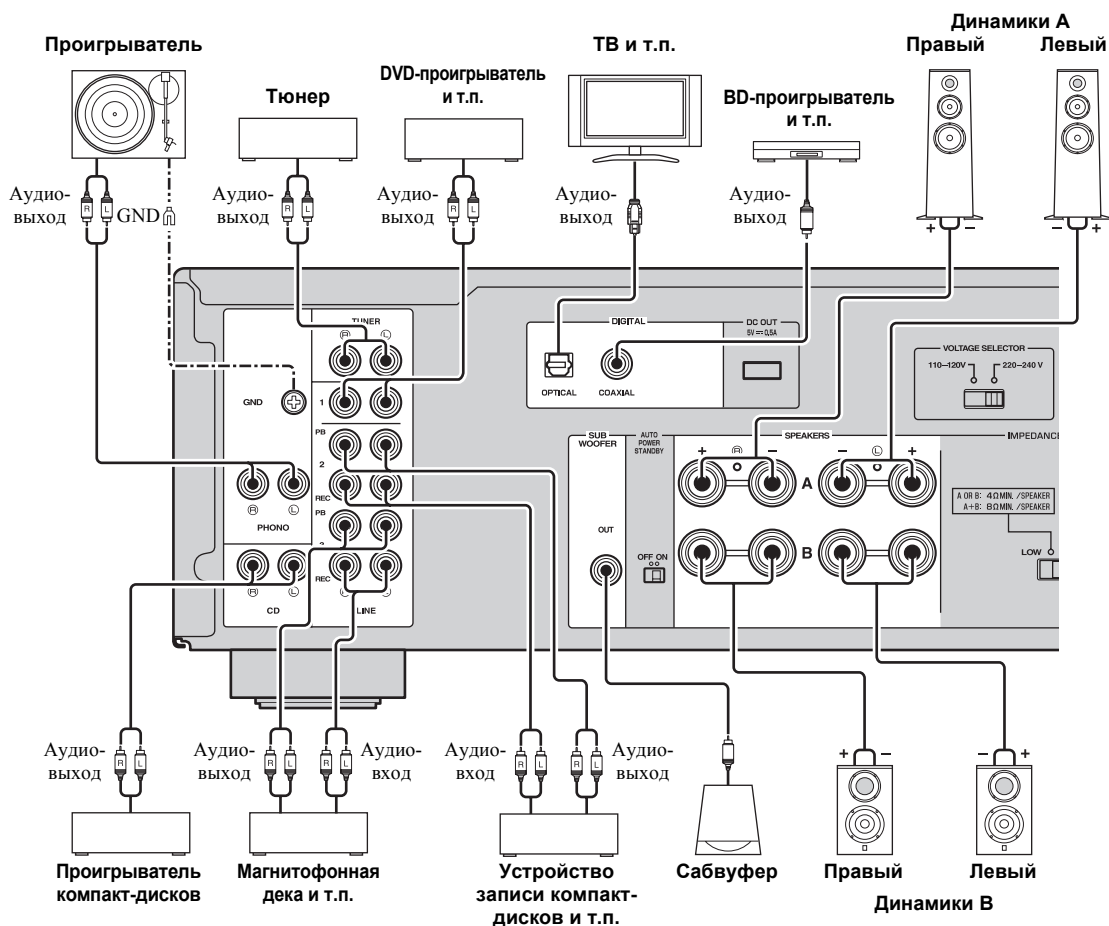 Динамики А
Правый Левый
Проигрыватель
ТВ и т.п.
DVD-проигрыватель
и т.п.
Тюнер
BD-проигрыватель
и т.п.
Аудио-
выход
R L
GND
Аудио-
выход
R L
Аудио-
выход
R L
Аудио-
выход
Аудио-
выход
+ −
− +
TUNER
R L
DIGITAL
DC OUT
5V 0,5A
OPTICAL
COAXIAL
VOLTAGE SELECTOR
110–120V
220–240 V
GND
1
PB
2
REC
PB
3
REC
R L
PHONO
R L
CD
R L
LINE
SUB
WOOFER
OUT
AUTO
POWER
STANDBY
OFF ON
SPEAKERS
+ R − − L +
A
B
IMPEDANCE
A OR B: 4ΩMIN. /SPEAKER
A+B: 8ΩMIN. /SPEAKER
LOW
Аудио-
выход
R L
Аудио-
выход
R L
R L
Аудио-
вход
Аудио-
вход
R L
R L
Аудио-
выход
+ −
− +
Проигрыватель
компакт-дисков
Магнитофонная
дека и т.п.
Устройство
записи компакт-
дисков и т.п.
Сабвуфер
Правый
Левый
Динамики В